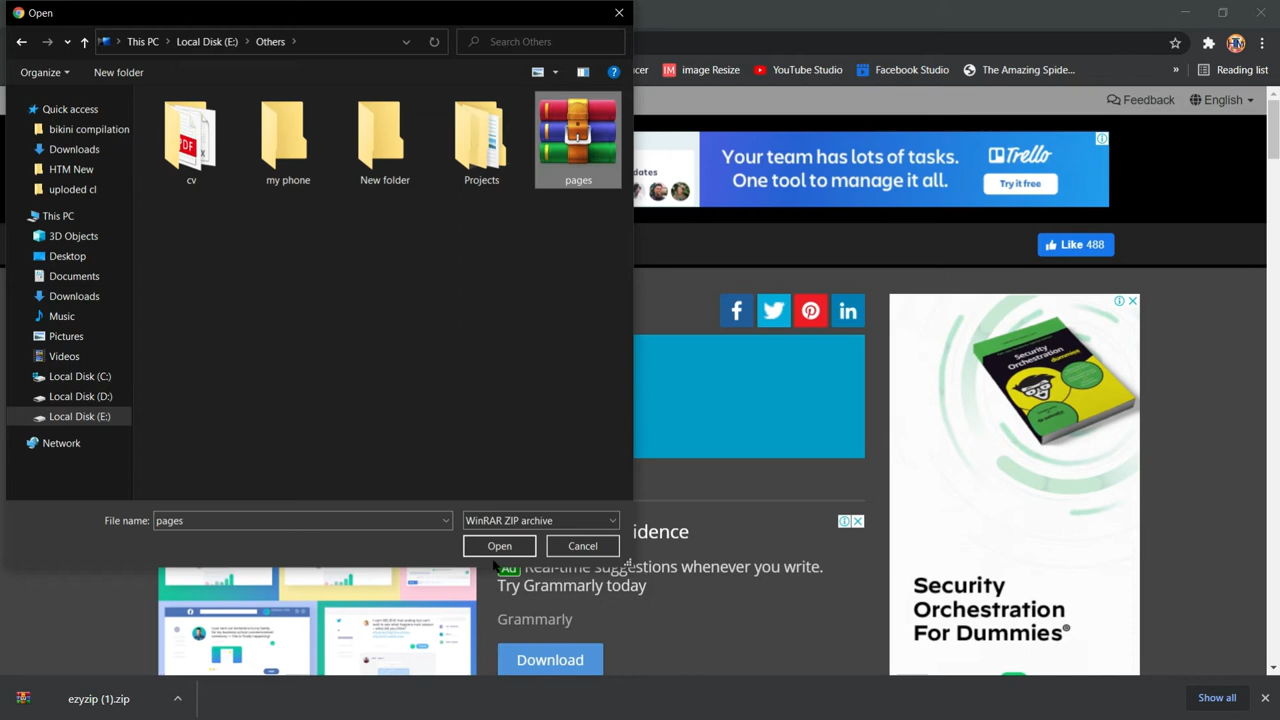 Open
This PC
Local Disk (E:)
Others
Search Others
Organize
New folder
Quick access
bikini compilation
Downloads
HTM New
uploded cl
This PC
3D Objects
Desktop
Documents
Downloads
Music
Pictures
Videos
Local Disk (C:)
Local Disk (D:)
Local Disk (E:)
Network
PDF
cv
my phone
New folder
Projects
pages
File name:
pages
WinRAR ZIP archive
Open
Cancel
ucer
image Resize
YouTube Studio
Facebook Studio
The Amazing Spide...
»
Reading list
Feedback
English
dates
Your team has lots of tasks.
One tool to manage it all.
Trello
Try it free
Like 488
Security
Orchestration
dummies
Security
Orchestration
For Dummies®
idence
Ad Real-time suggestions whenever you write.
Try Grammarly today
Grammarly
Download
ezyzip (1).zip
Show all